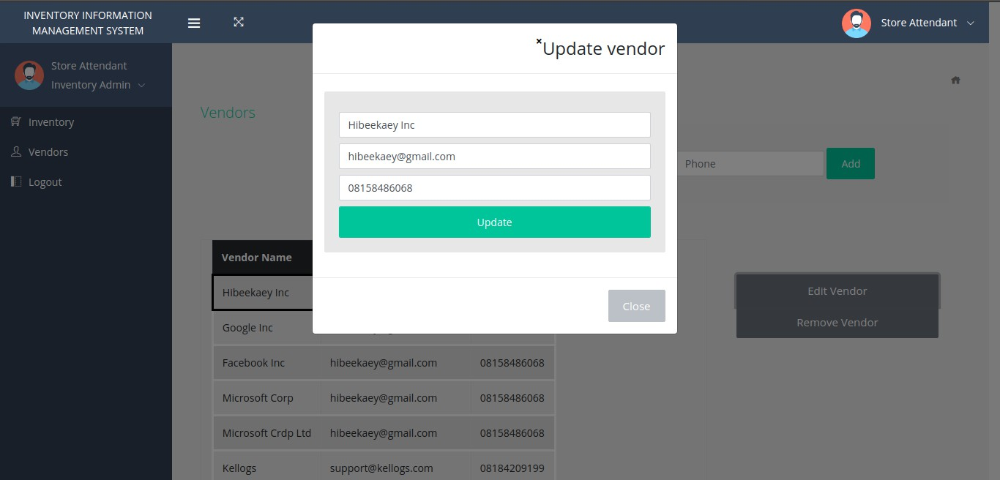 INVENTORY INFORMATION
MANAGEMENT SYSTEM
Store Attendant
Store Attendant
Inventory Admin
Inventory
Vendors
Logout
Vendors
Phone
Add
×Update vendor
Hibeekaey Inc
hibeekaey@gmail.com
08158486068
Update
Close
Vendor Name
Hibeekaey Inc
Google Inc
Facebook Inc hibeekaey@gmail.com 08158486068
Microsoft Corp hibeekaey@gmail.com 08158486068
Microsoft Crdp Ltd hibeekaey@gmail.com 08158486068
Kellogs support@kellogs.com 08184209199
Edit Vendor
Remove Vendor